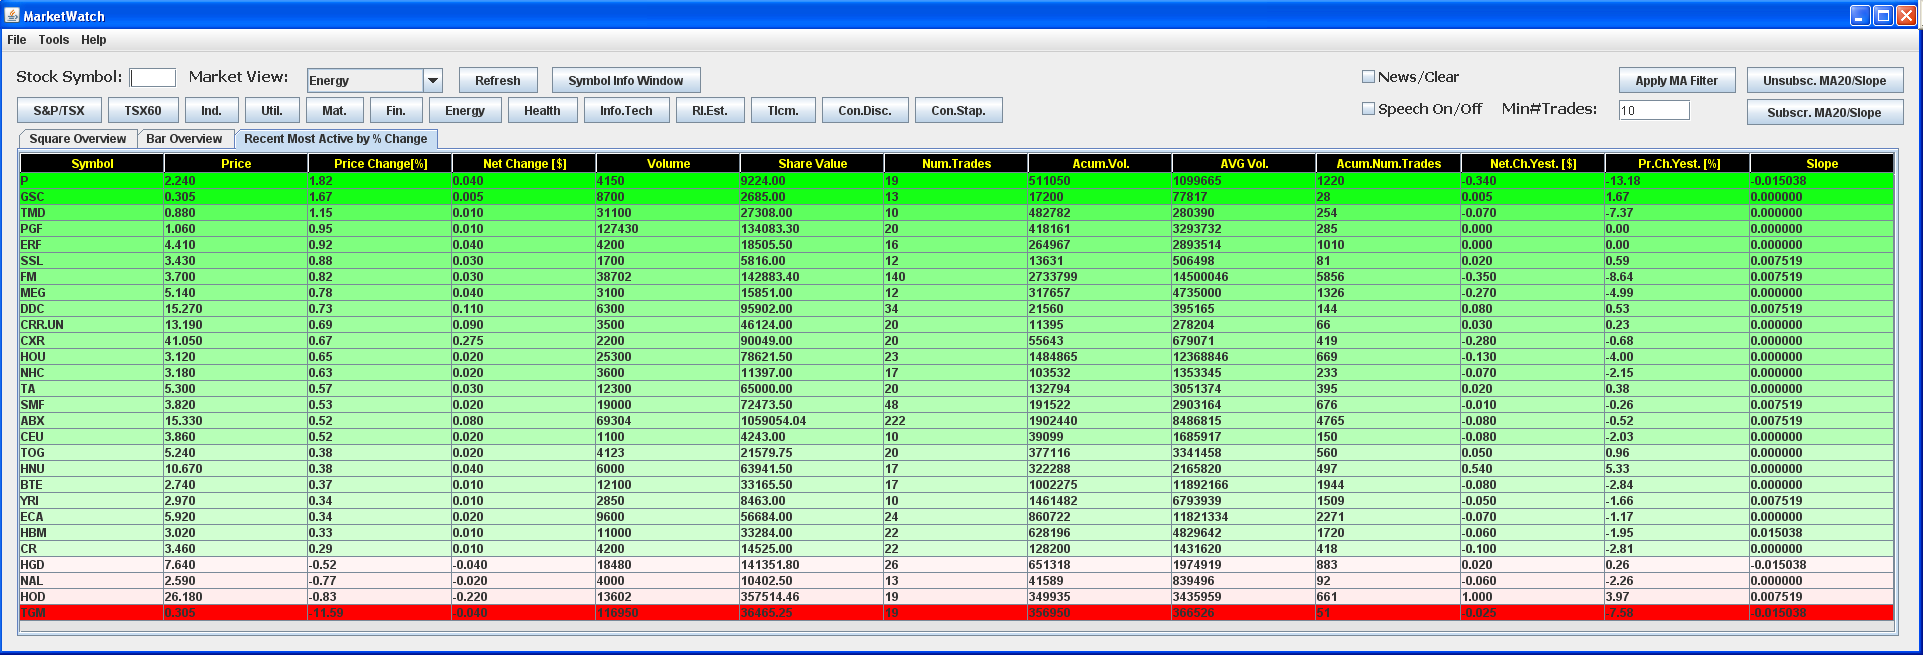 MarketWatch
File Tools Help
Stock Symbol: Market View: Energy Refresh Symbol Info Window News/Clear Apply MA Filter Unsubsc. MA20/Slope
S&P/TSX TSX60 Ind. Util. Mat. Fin. Energy Health Info.Tech Rl.Est. Tlcm. Con.Disc. Con.Stap. Speech On/Off Min#Trades: 10 Subscr. MA20/Slope
Square Overview Bar Overview Recent Most Active by % Change
Symbol Price Price Change[%] Net Change [$] Volume Share Value Num.Trades Acum.Vol. AVG Vol. Acum.Num.Trades Net.Ch.Yest. [$] Pr.Ch.Yest. [%] Slope
P 2.240 1.82 0.040 4150 9224.00 19 511050 1099665 1220 -0.340 -13.18 -0.015038
GSC 0.305 1.67 0.005 8700 2685.00 13 17200 77817 28 0.005 1.67 0.000000
TMD 0.880 1.15 0.010 31100 27308.00 10 482782 280390 254 -0.070 -7.37 0.000000
PGF 1.060 0.95 0.010 127430 134083.30 20 418161 3293732 285 0.000 0.00 0.000000
ERF 4.410 0.92 0.040 4200 18505.50 16 264967 2893514 1010 0.000 0.00 0.000000
SSL 3.430 0.88 0.030 1700 5816.00 12 13631 506498 81 0.020 0.59 0.007519
FM 3.700 0.82 0.030 38702 142883.40 140 2733799 14500046 5856 -0.350 -8.64 0.007519
MEG 5.140 0.78 0.040 3100 15851.00 12 317657 4735000 1326 -0.270 -4.99 0.000000
DDC 15.270 0.73 0.110 6300 95902.00 34 21560 395165 144 0.080 0.53 0.007519
CRR.UN 13.190 0.69 0.090 3500 46124.00 20 11395 278204 66 0.030 0.23 0.000000
CXR 41.050 0.67 0.275 2200 90049.00 20 55643 679071 419 -0.280 -0.68 0.000000
HOU 3.120 0.65 0.020 25300 78621.50 23 1484865 12368846 669 -0.130 -4.00 0.000000
NHC 3.180 0.63 0.020 3600 11397.00 17 103532 1353345 233 -0.070 -2.15 0.000000
TA 5.300 0.57 0.030 12300 65000.00 20 132794 3051374 395 0.020 0.38 0.000000
SMF 3.820 0.53 0.020 19000 72473.50 48 191522 2903164 676 -0.010 -0.26 0.007519
ABX 15.330 0.52 0.080 69304 1059054.04 222 1902440 8486815 4765 -0.080 -0.52 0.007519
CEU 3.860 0.52 0.020 1100 4243.00 10 39099 1685917 150 -0.080 -2.03 0.000000
TOG 5.240 0.38 0.020 4123 21579.75 20 377116 3341458 560 0.050 0.96 0.000000
HNU 10.670 0.38 0.040 6000 63941.50 17 322288 2165820 497 0.540 5.33 0.000000
BTE 2.740 0.37 0.010 12100 33165.50 17 1002275 11892166 1944 -0.080 -2.84 0.000000
YRI 2.970 0.34 0.010 2850 8463.00 10 1461482 6793939 1509 -0.050 -1.66 0.007519
ECA 5.920 0.34 0.020 9600 56684.00 24 860722 11821334 2271 -0.070 -1.17 0.000000
HBM 3.020 0.33 0.010 11000 33284.00 22 628196 4829642 1720 -0.060 -1.95 0.015038
CR 3.460 0.29 0.010 4200 14525.00 22 128200 1431620 418 -0.100 -2.81 0.000000
HGD 7.640 -0.52 -0.040 18480 141351.80 26 651318 1974919 883 0.020 0.26 -0.015038
NAL 2.590 -0.77 -0.020 4000 10402.50 13 41589 839496 92 -0.060 -2.26 0.000000
HOD 26.180 -0.83 -0.220 13602 357514.46 19 349935 3435959 661 1.000 3.97 0.007519
TGM 0.305 -11.59 -0.040 116950 36465.25 19 356950 366526 51 -0.025 -7.58 -0.015038